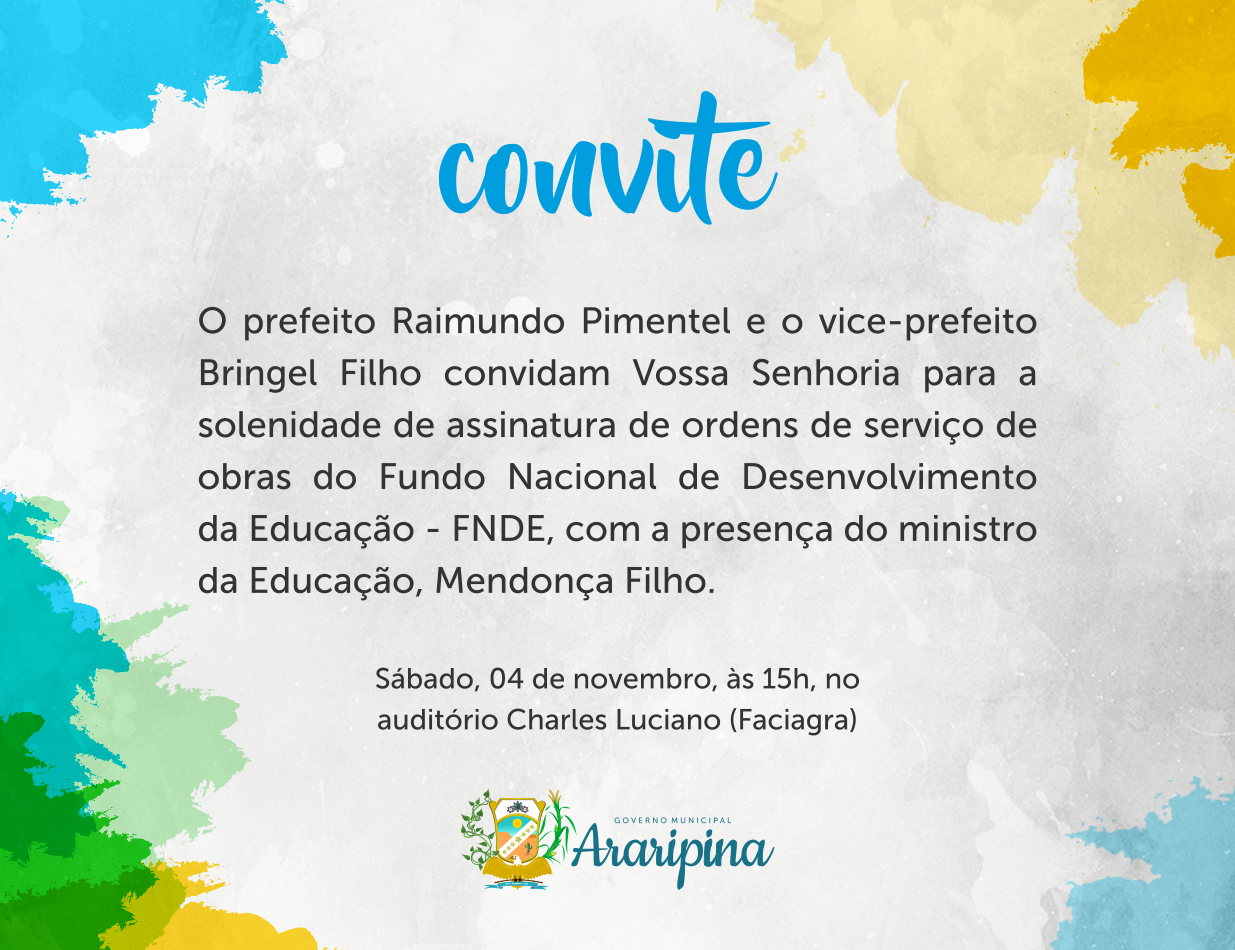 convite
O prefeito Raimundo Pimentel e o vice-prefeito
Bringel Filho convidam Vossa Senhoria para a
solenidade de assinatura de ordens de serviço de
obras do Fundo Nacional de Desenvolvimento
da Educação - FNDE, com a presença do ministro
da Educação, Mendonça Filho.
Sábado, 04 de novembro, às 15h, no
auditório Charles Luciano (Faciagra)
GOVERNO MUNICIPAL
Araripina